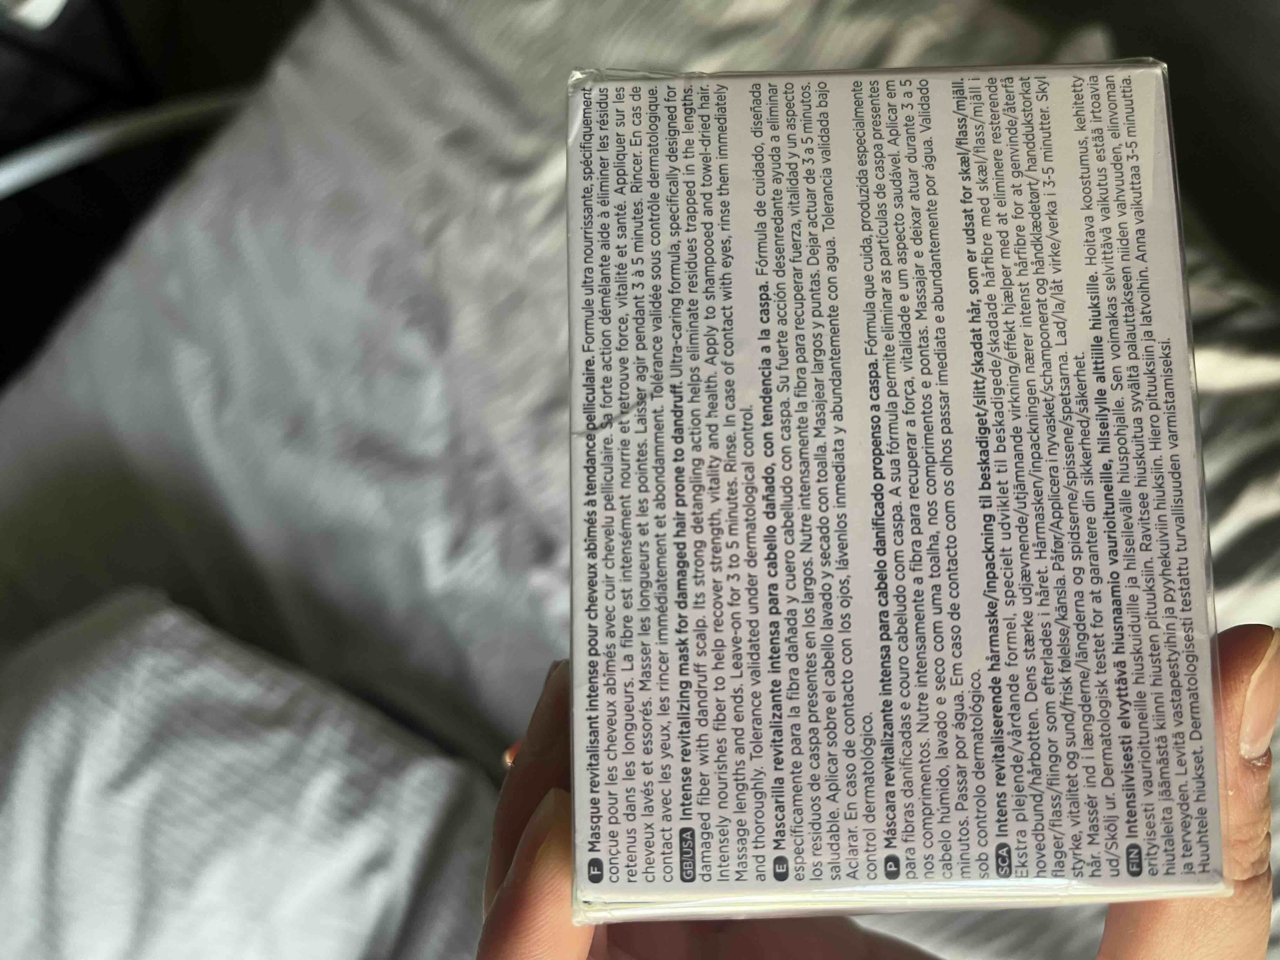 F Masque revitalisant intense pour cheveux abîmés à tendance pelliculaire. Formule ultra nourrissante, spécifiquement
conçue pour les cheveux abîmés avec cuir chevelu pelliculaire. Sa forte action démêlante aide à éliminer les résidus
retenus dans les longueurs. La fibre est intensément nourrie et retrouve force, vitalité et santé. Appliquer sur les
cheveux lavés et essorés. Masser les longueurs et les pointes. Laisser agir pendant 3 à 5 minutes. Rincer. En cas de
contact avec les yeux, les rincer immédiatement et abondamment. Tolérance validée sous contrôle dermatologique.
GB/USA Intense revitalizing mask for damaged hair prone to dandruff. Ultra-caring formula, specifically designed for
damaged fiber with dandruff scalp. Its strong detangling action helps eliminate residues trapped in the lengths.
Intensely nourishes fiber to help recover strength, vitality and health. Apply to shampooed and towel-dried hair.
Massage lengths and ends. Leave-on for 3 to 5 minutes. Rinse. In case of contact with eyes, rinse them immediately
and thoroughly. Tolerance validated under dermatological control.
E Mascarilla revitalizante intensa para cabello dañado, con tendencia a la caspa. Fórmula de cuidado, diseñada
específicamente para la fibra dañada y cuero cabelludo con caspa. Su fuerte acción desenredante ayuda a eliminar
los residuos de caspa presentes en los largos. Nutre intensamente la fibra para recuperar fuerza, vitalidad y un aspecto
saludable. Aplicar sobre el cabello lavado y secado con toalla. Masajear largos y puntas. Dejar actuar de 3 a 5 minutos.
Aclarar. En caso de contacto con los ojos, lávenlos inmediata y abundantemente con agua. Tolerancia validada bajo
control dermatológico.
P Máscara revitalizante intensa para cabelo danificado propenso a caspa. Fórmula que cuida, produzida especialmente
para fibras danificadas e couro cabeludo com caspa. A sua fórmula permite eliminar as partículas de caspa presentes
nos comprimentos. Nutre intensamente a fibra para recuperar a força, vitalidade e um aspecto saudável. Aplicar em
cabelo húmido, lavado e seco com uma toalha, nos comprimentos e pontas. Massajar e deixar atuar durante 3 a 5
minutos. Passar por água. Em caso de contacto com os olhos passar imediata e abundantemente por água. Validado
sob controlo dermatológico.
SCA Intens revitaliserende hårmaske/inpackning til beskadiget/slitt/skadat hår, som er udsat for skæl/flass/mjäll.
Ekstra plejende/vårdande formel, specielt udviklet til beskadigede/skadade hårfibre med skæl/flass/mjäll i
hovedbund/hårbotten. Dens stærke udjævnende/utjämnande virkning/effekt hjælper med at eliminere resterende
flager/flass/flingor som efterlades i håret. Hårmasken/inpackningen nærer intenst hårfibre for at genvinde/återfå
styrke, vitalitet og sund/frisk følelse/känsla. Påfør/Applicera i nyvasket/schamponerat og håndklædetørt/handdukstorkat
hår. Massér ind i længderne/längderna og spidserne/spissene/spetsarna. Lad/la/låt virke/verka i 3-5 minutter. Skyl
ud/Skölj ur. Dermatologisk testet for at garantere din sikkerhed/säkerhet.
FIN Intensiivisesti elvyttävä hiusnaamio vaurioituneille, hilseilylle alttiille hiuksille. Hoitava koostumus, kehitetty
erityisesti vaurioituneille hiuskuiduille ja hilseilevälle hiuspohjalle. Sen voimakas selvittävä vaikutus estää irtoavia
hiutaleita jäämästä kiinni hiusten pituuksiin. Ravitsee hiuskuitua syvältä palauttakseen niiden vahvuuden, elinvoman
ja terveyden. Levitä vastapestyihin ja pyyhekuiviin hiuksiin. Hiero pituuksiin ja latvoihin. Anna vaikuttaa 3-5 minuuttia.
Huuhtele hiukset. Dermatologisesti testattu turvallisuuden varmistamiseksi.